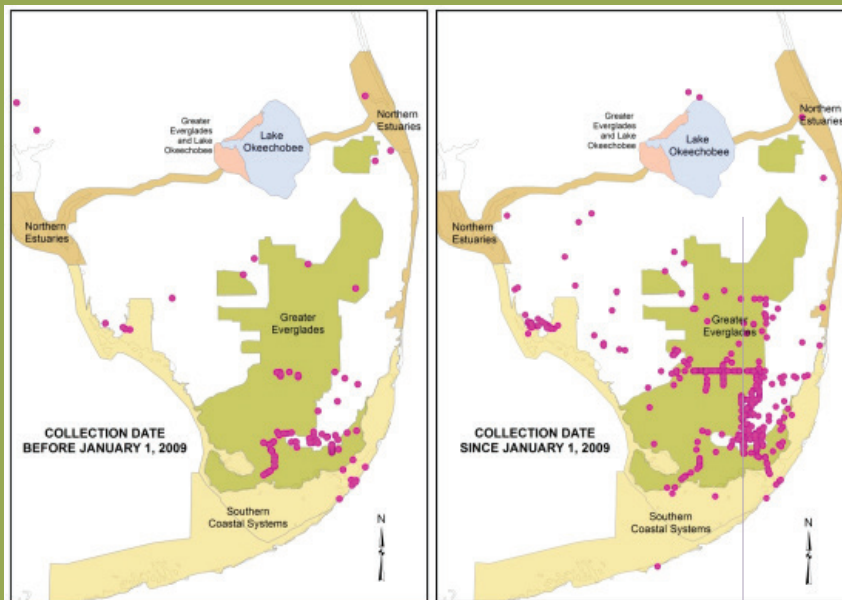 Greater
Everglades
and Lake
Okeechobee
Lake
Okeechobee
Northern
Estuaries
Northern
Estuaries
Greater
Everglades
COLLECTION DATE
BEFORE JANUARY 1, 2009
Southern
Coastal Systems
N
Greater
Everglades
and Lake
Okeechobee
Lake
Okeechobee
Northern
Estuaries
Northern
Estuaries
Greater
Everglades
COLLECTION DATE
SINCE JANUARY 1, 2009
Southern
Coastal Systems
N